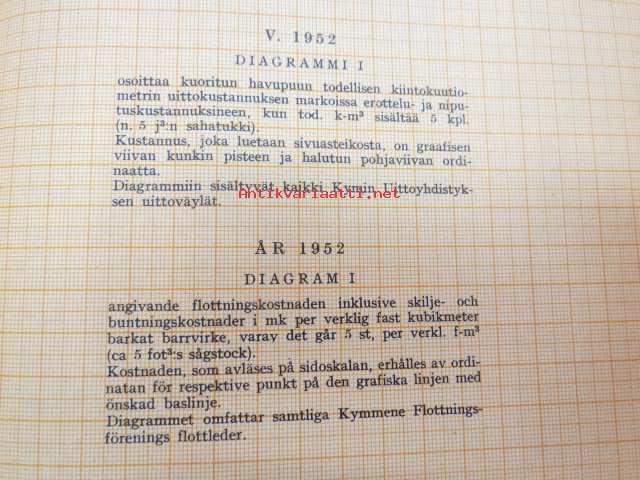 V. 1952
DIAGRAMMI I
osoittaa kuoritun havupuun todellisen kiintokuutio-
metrin uittokustannuksen markoissa erottelu- ja nipu-
tuskustannuksineen, kun tod. k-m³ sisältää 5 kpl.
(n. 5 j³:n sahatukki).
Kustannus, joka luetaan sivuasteikosta, on graafisen
viivan kunkin pisteen ja halutun pohjaviivan ordi-
naatta.
Diagrammiin sisältyvät kaikki Kymin Uittoyhdistyk-
Antikvariaatti.net
sen uittoväylät.
ÅR 1952
DIAGRAM I
angivande flottningskostnaden inklusive skilje- och
buntningskostnader i mk per verklig fast kubikmeter
barkat barrvirke, varav det går 5 st, per verkl. f-m³
(ca 5 fot³:s sågstock).
Kostnaden, som avläses på sidoskalan, erhålles av ordi-
natan för respektive punkt på den grafiska linjen med
önskad baslinje.
Diagrammet omfattar samtliga Kymmene Flottnings-
förenings flottleder.